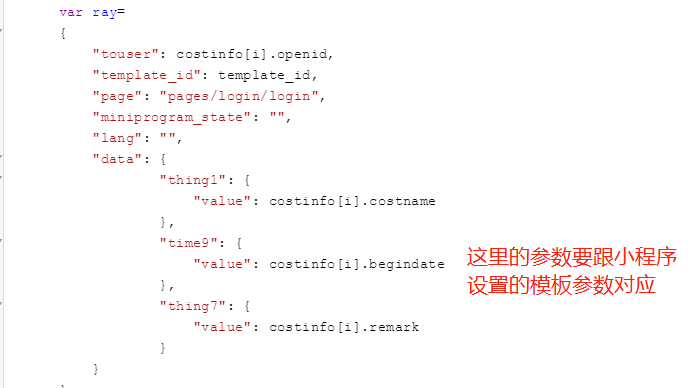 var ray=
{
"touser": costinfo[i].openid,
"template_id": template_id,
"page": "pages/login/login",
"miniprogram_state": "",
"lang": "",
"data": {
"thing1": {
"value": costinfo[i].costname
},
"time9": {
"value": costinfo[i].begindate
},
"thing7": {
"value": costinfo[i].remark
}
}
这里的参数要跟小程序
设置的模板参数对应